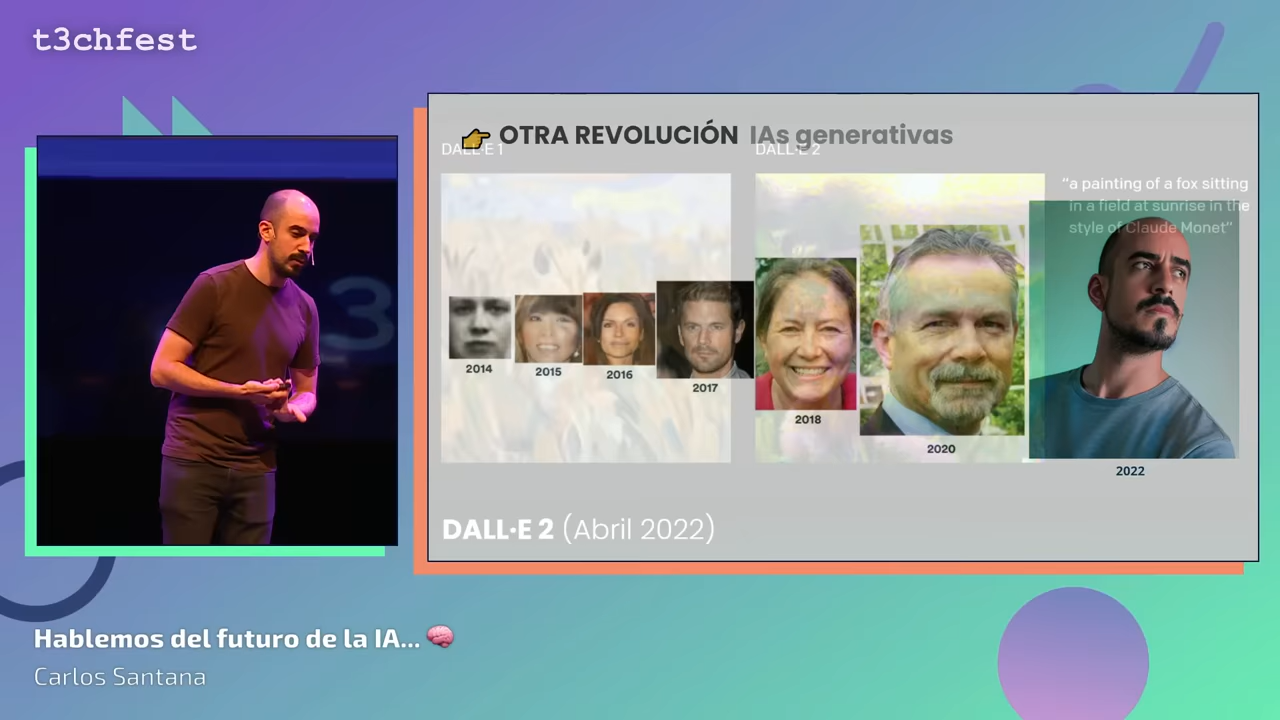 t3chfest
👉 OTRA REVOLUCIÓN IAs generativas
DALL·E 1
DALL·E 2
“a painting of a fox sitting
in a field at sunrise in the
style of Claude Monet”
2014
2015
2016
2017
2018
2020
2022
DALL·E 2 (Abril 2022)
3
Hablemos del futuro de la IA... 🧠
Carlos Santana